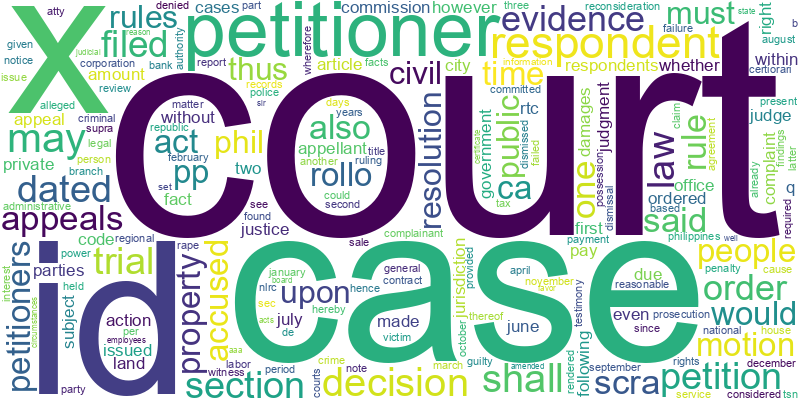 part
denied
rules
cases
commission
however
three
reconsideration
state
b
failure
right
august
petitioner
evidence
must
filed
x
any
given
notice
corporation
bank
authority
reason
judicial
issue
amount
report
thus
wherefore
article
facts
respondent
respondents
whether
time
city
information
within
certiorari
alleged
review
records
police
sir
civil
committed
present
judge
may
appeal
criminal
supra
matter
days
years
republic
title
ruling
without
act
phil
also
appellant
another
resolution
rtc
public
government
dismissed
failed
certificate
tax
court
one
damages
judgment
possession
dismissal
law
rule
claim
agreement
already
complaint
findings
latter
legal
person
private
branch
february
pp
set
could
second
rollo
ca
office
ordered
based
q
required
dated
administrative
fact
two
see
found
justice
sale
complainant
first
payment
pay
said
philippines
well
appeals
code
regional
power
rape
trial
january
board
general
contract
provided
april
jurisdiction
november
favor
due
reasonable
people
penalty
cause
interest
circumstances
petitioners
parties
held
subject
id
property
accused
nlrc
sec
acts
hence
hereby
upon
case
october
thereof
testimony
even
since
prosecution
order
would
action
per
employees
issued
land
july
de
made
victim
june
labor
aaa
crime
march
guilty
amended
rendered
following
september
rights
national
house
motion
december
party
section
witness
period
courts
note
decision
shall
scra
petition
service
considered
tsn